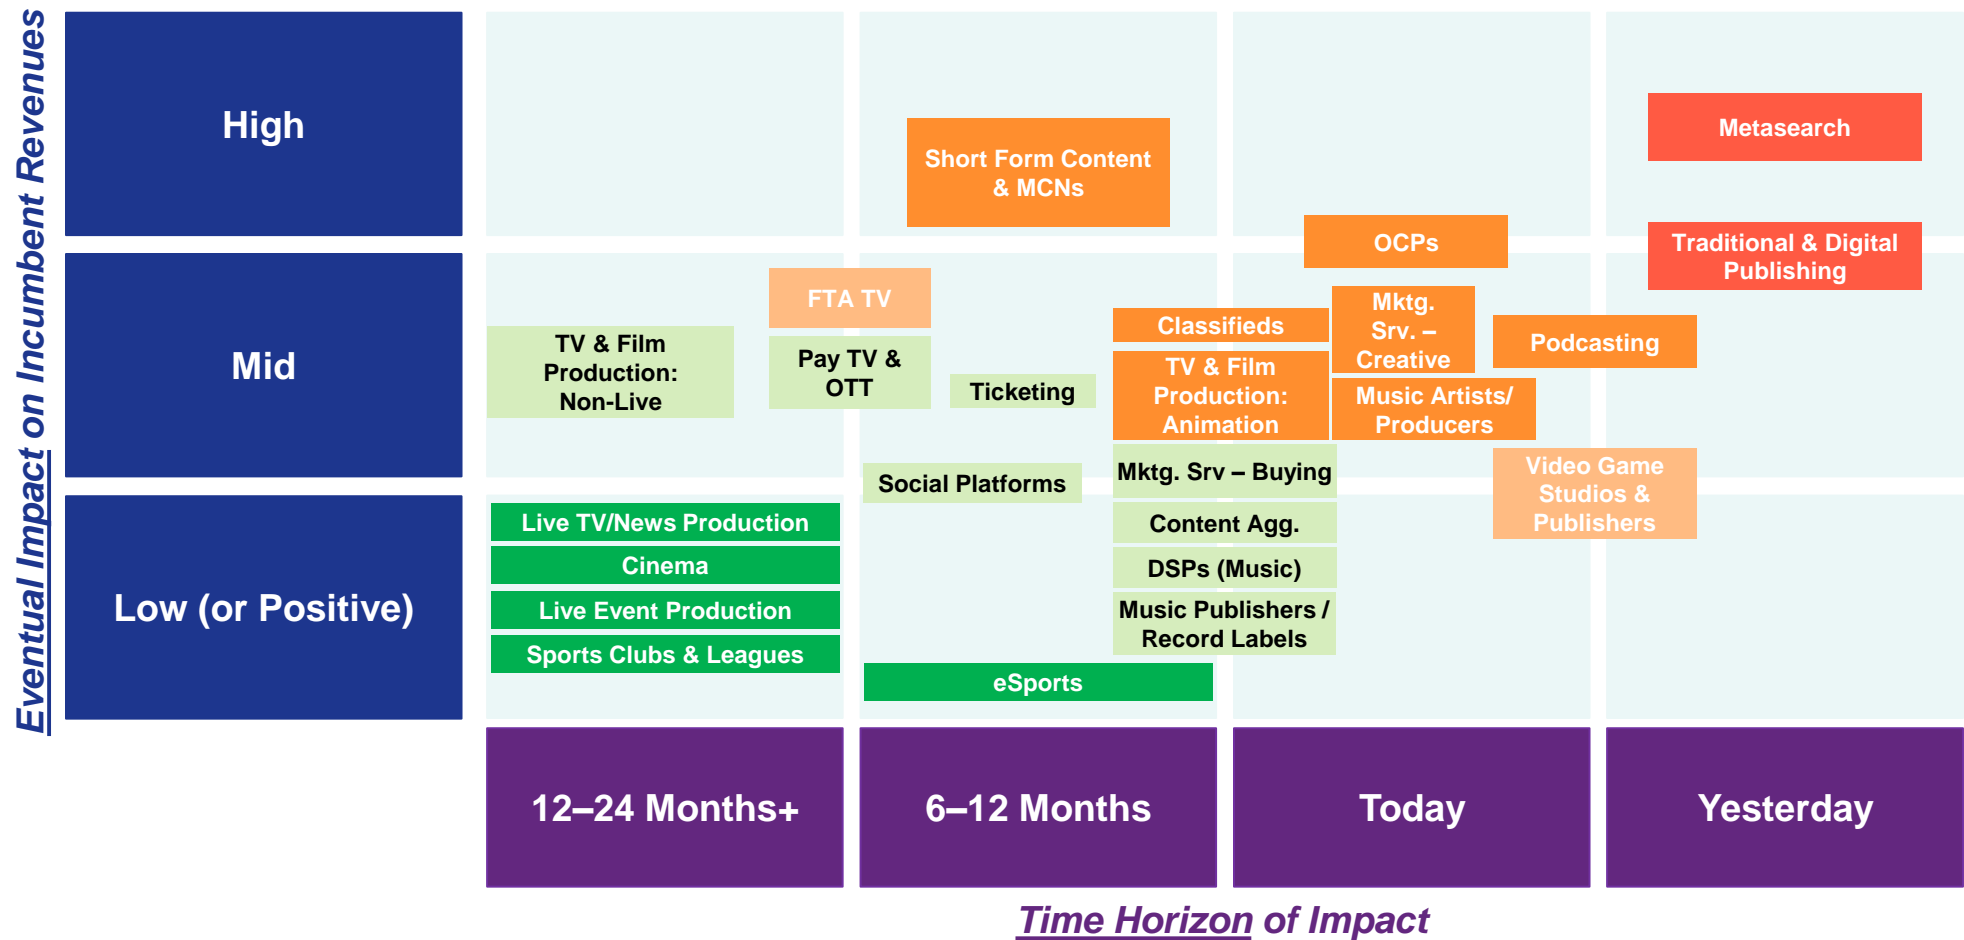 Eventual Impact on Incumbent Revenues
High
Short Form Content
& MCNs
Metasearch
OCPs
Traditional & Digital
Publishing
Mid
TV & Film
Production:
Non-Live
FTA TV
Pay TV &
OTT
Ticketing
Classifieds
TV & Film
Production:
Animation
Mktg.
Srv. –
Creative
Music Artists/
Producers
Podcasting
Social Platforms
Mktg. Srv – Buying
Video Game
Studios &
Publishers
Low (or Positive)
Live TV/News Production
Cinema
Live Event Production
Sports Clubs & Leagues
Content Agg.
DSPs (Music)
Music Publishers /
Record Labels
eSports
12–24 Months+
6–12 Months
Today
Yesterday
Time Horizon of Impact